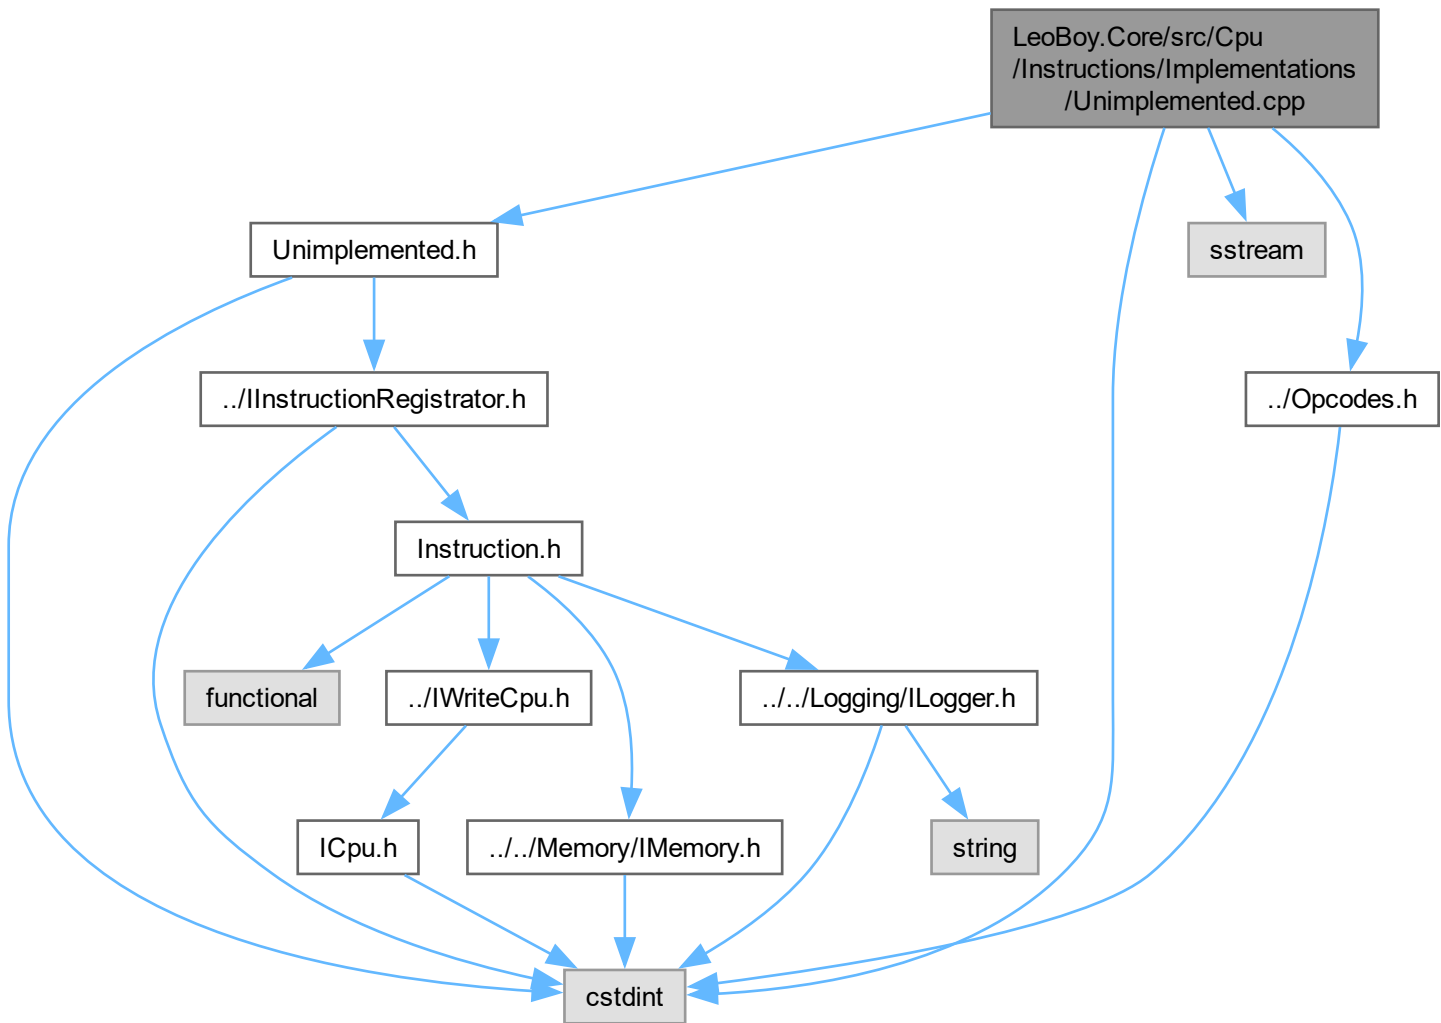 LeoBoy.Core/src/Cpu
/Instructions/Implementations
/Unimplemented.cpp
Unimplemented.h
sstream
../IInstructionRegistrator.h
../Opcodes.h
Instruction.h
functional
../IWriteCpu.h
../../Logging/ILogger.h
ICpu.h
../../Memory/IMemory.h
string
cstdint